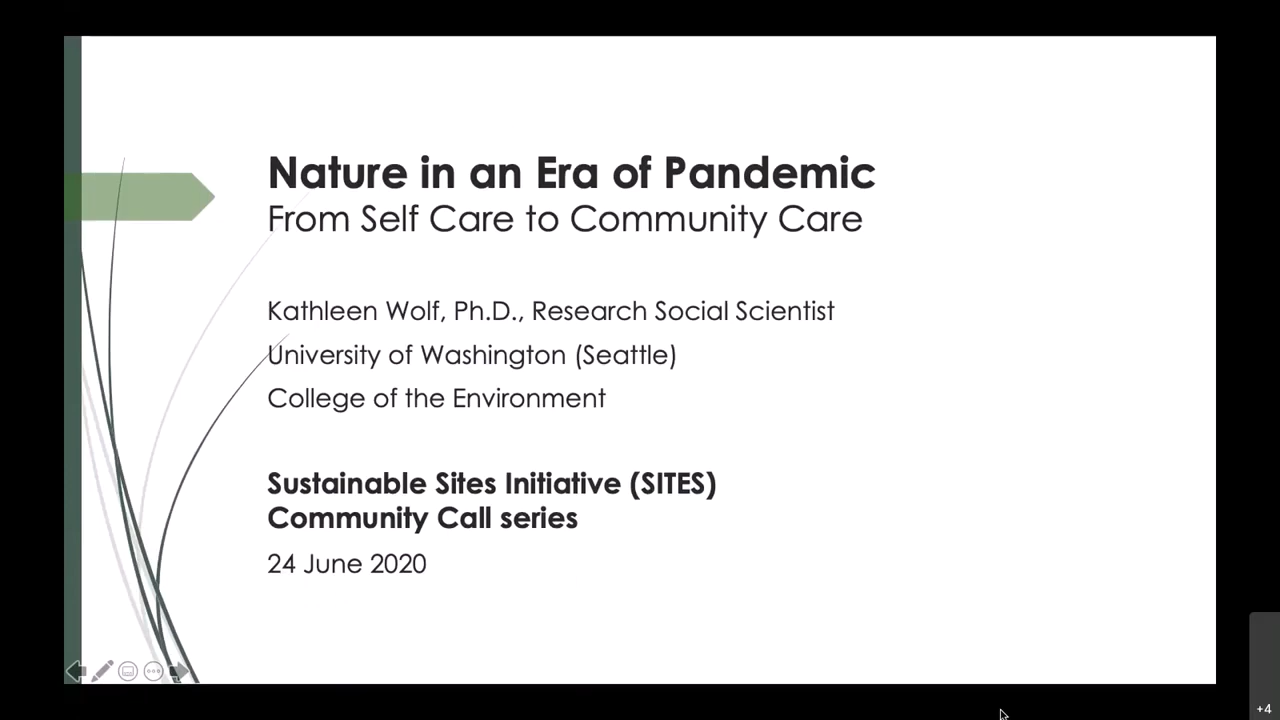 Nature in an Era of Pandemic
From Self Care to Community Care
Kathleen Wolf, Ph.D., Research Social Scientist
University of Washington (Seattle)
College of the Environment
Sustainable Sites Initiative (SITES)
Community Call series
24 June 2020
+4